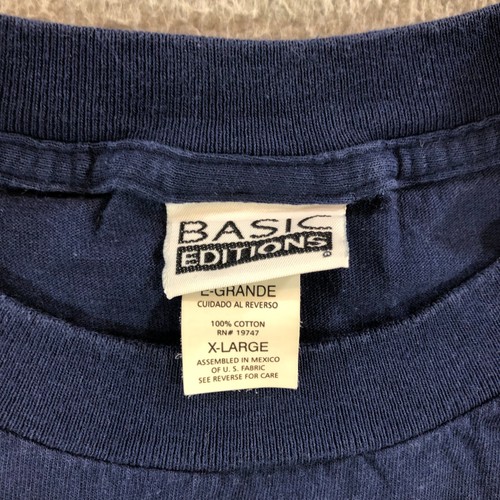 BASIC
EDITIONS®
E-GRANDE
CUIDADO AL REVERSO
100% COTTON
RN# 19747
X-LARGE
ASSEMBLED IN MEXICO
OF U.S. FABRIC
SEE REVERSE FOR CARE